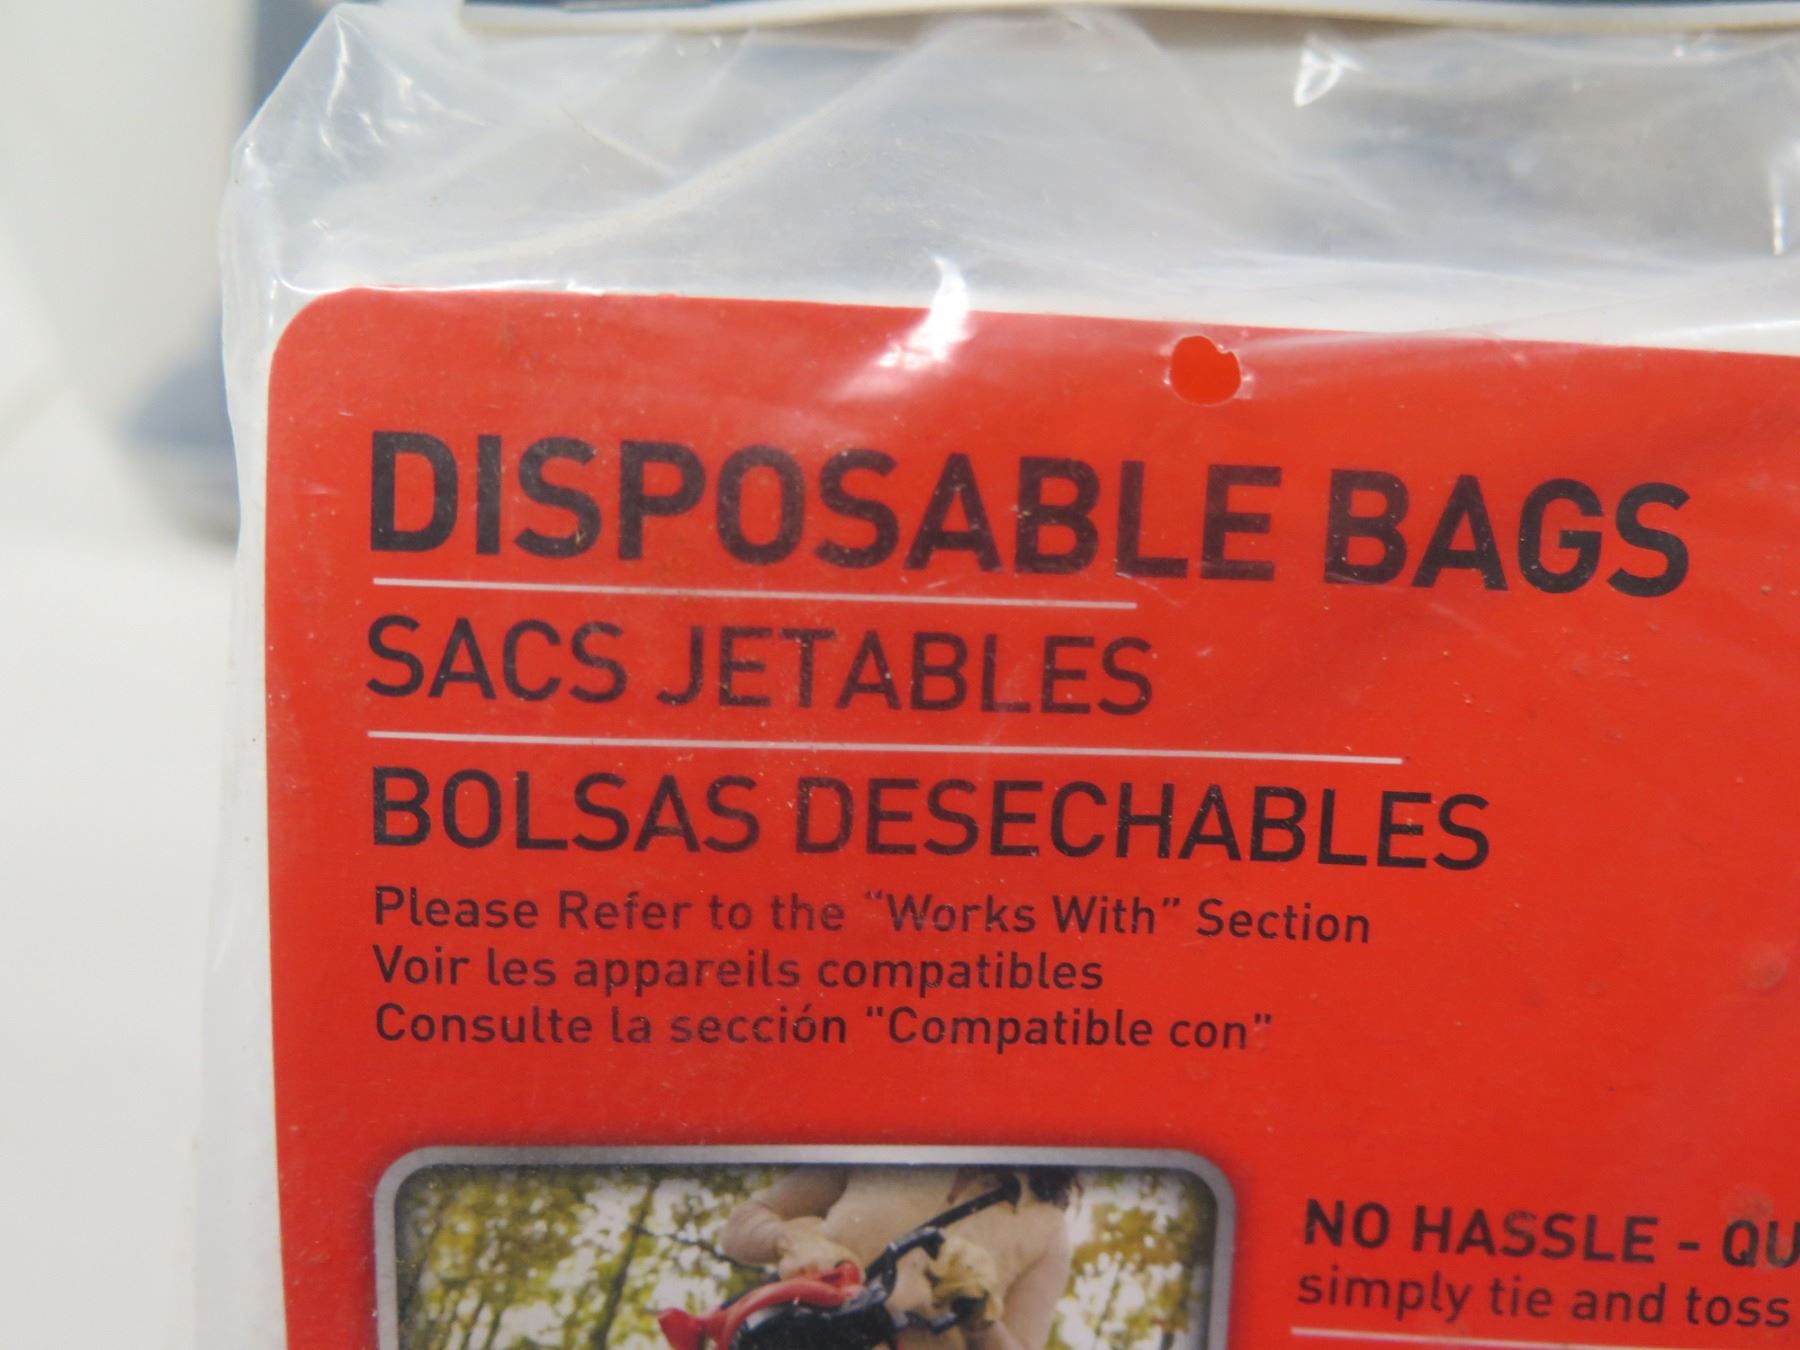 DISPOSABLE BAGS
SACS JETABLES
BOLSAS DESECHABLES
Please Refer to the “Works With” Section
Voir les appareils compatibles
Consulte la sección "Compatible con"
NO HASSLE - QU
simply tie and toss